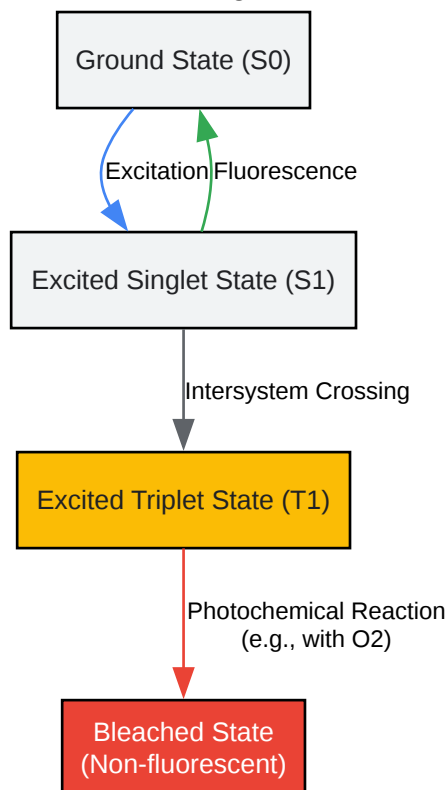 Ground State (S0)
Excitation
Fluorescence
Excited Singlet State (S1)
Intersystem Crossing
Excited Triplet State (T1)
Photochemical Reaction
(e.g., with O2)
Bleached State
(Non-fluorescent)